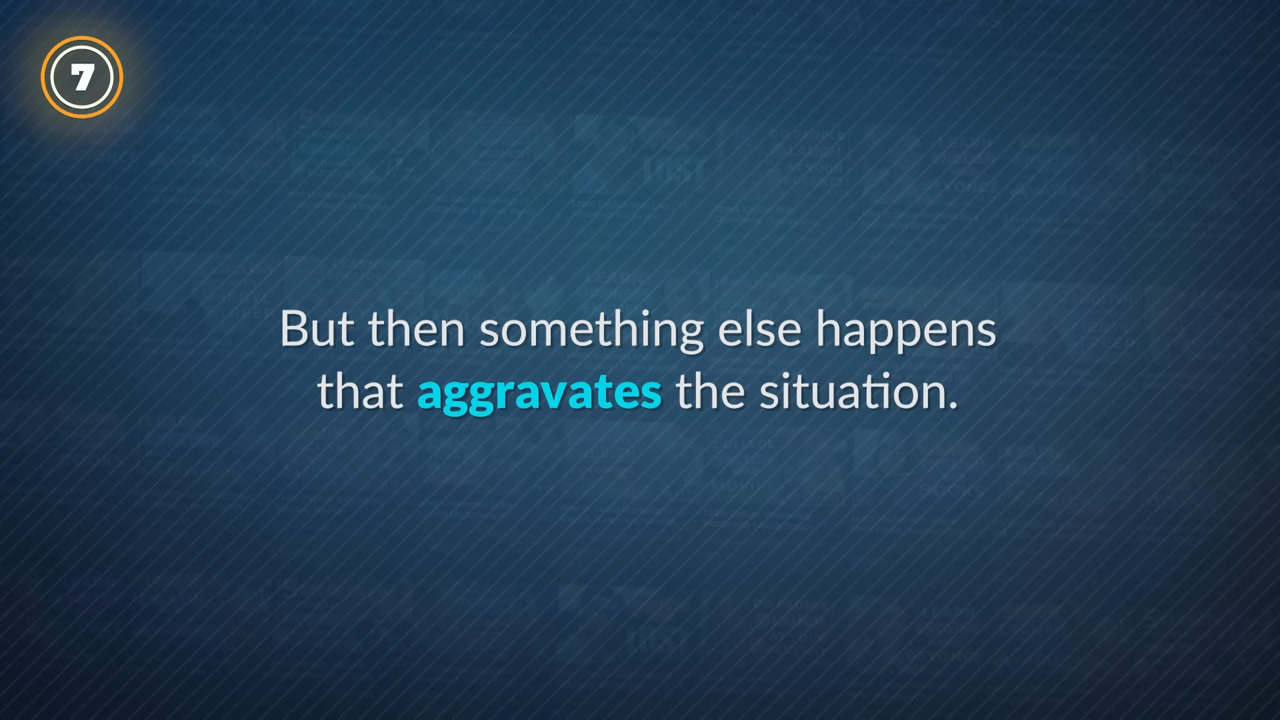 7
But then something else happens
that aggravates the situation.